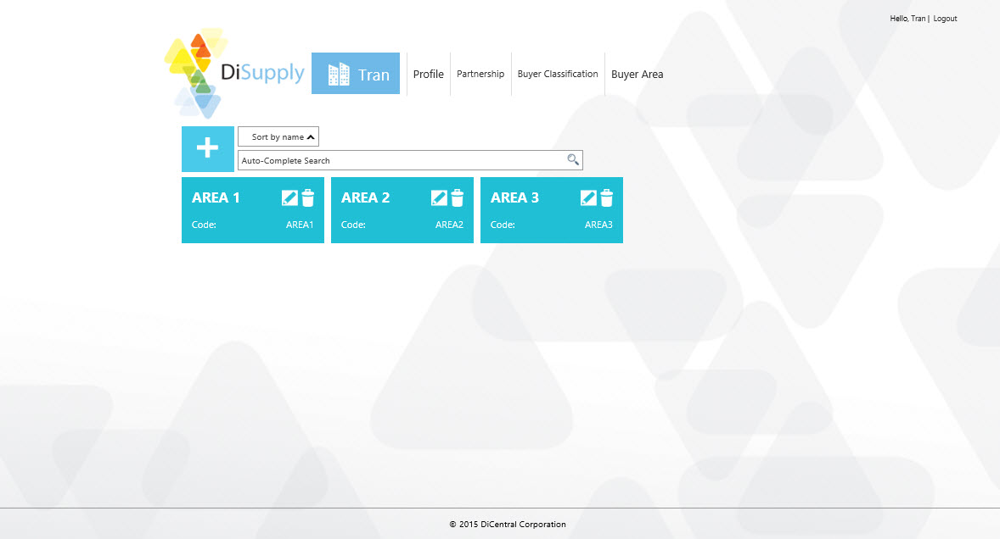 Hello, Tran | Logout
DiSupply
Tran
Profile
Partnership
Buyer Classification
Buyer Area
Sort by name
Auto-Complete Search
AREA 1
Code: AREA1
AREA 2
Code: AREA2
AREA 3
Code: AREA3
© 2015 DiCentral Corporation